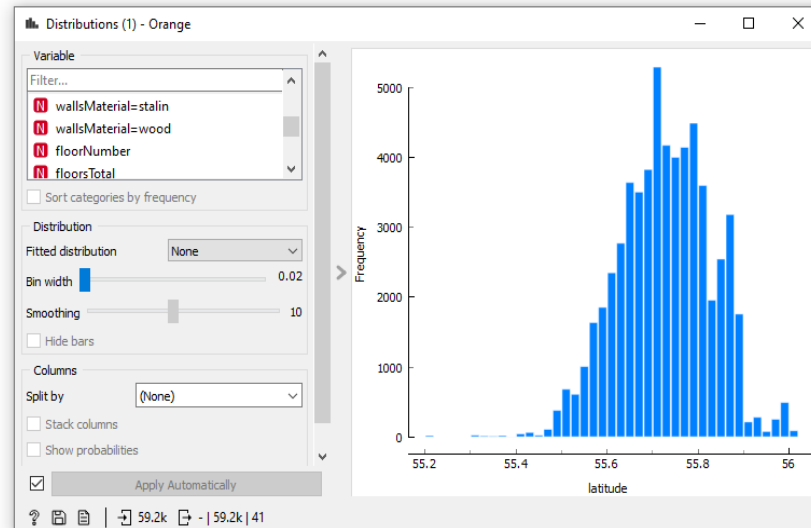 Distributions (1) - Orange
Variable
Filter...
N wallsMaterial=stalin
N wallsMaterial=wood
N floorNumber
N floorsTotal
Sort categories by frequency
Distribution
Fitted distribution None
Bin width 0.02
Smoothing 10
Hide bars
Columns
Split by (None)
Stack columns
Show probabilities
Apply Automatically
? 59.2k - | 59.2k | 41
5000
4000
3000
2000
1000
0
Frequency
55.2 55.4 55.6 55.8 56
latitude